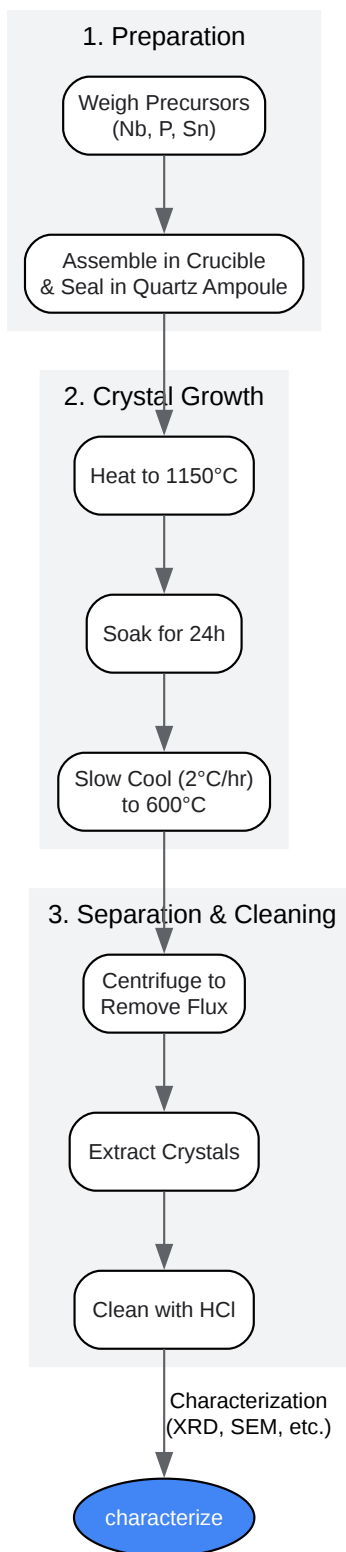 1. Preparation
Weigh Precursors
(Nb, P, Sn)
Assemble in Crucible
& Seal in Quartz Ampoule
2. Crystal Growth
Heat to 1150°C
Soak for 24h
Slow Cool (2°C/hr)
to 600°C
3. Separation & Cleaning
Centrifuge to
Remove Flux
Extract Crystals
Clean with HCl
Characterization
(XRD, SEM, etc.)
characterize